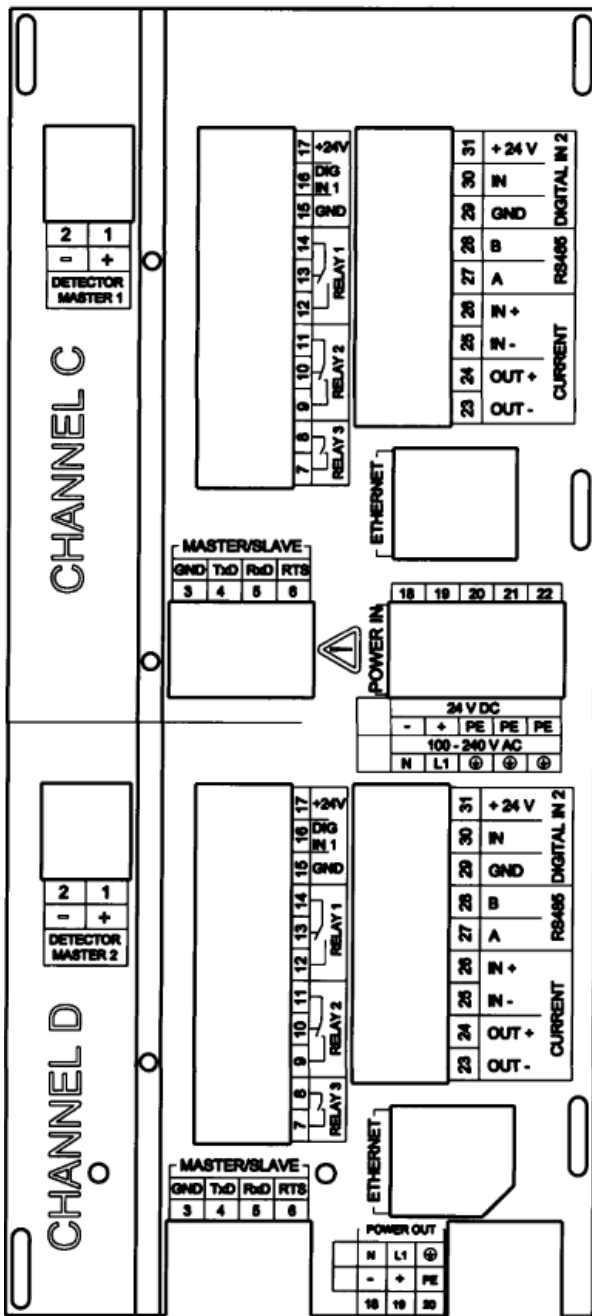 2 1
- +
DETECTOR
MASTER 1
CHANNEL C
17 +24V
16 DIG
IN 1
15 GND
14
13
12
RELAY 1
11
10
9
RELAY 2
8
7
RELAY 3
31 + 24 V
30 IN
29 GND
DIGITAL IN 2
28 B
27 A
RS485
26 IN +
25 IN -
24 OUT +
23 OUT -
CURRENT
ETHERNET
MASTER/SLAVE
GND TxD RxD RTS
3 4 5 6
POWER IN
18 19 20 21 22
24 V DC
- + PE PE PE
100 - 240 V AC
N L1
2 1
- +
DETECTOR
MASTER 2
CHANNEL D
17 +24V
16 DIG
IN 1
15 GND
14
13
12
RELAY 1
11
10
9
RELAY 2
8
7
RELAY 3
31 + 24 V
30 IN
29 GND
DIGITAL IN 2
28 B
27 A
RS485
26 IN +
25 IN -
24 OUT +
23 OUT -
CURRENT
ETHERNET
MASTER/SLAVE
GND TxD RxD RTS
3 4 5 6
POWER OUT
N L1
- + PE
18 19 20